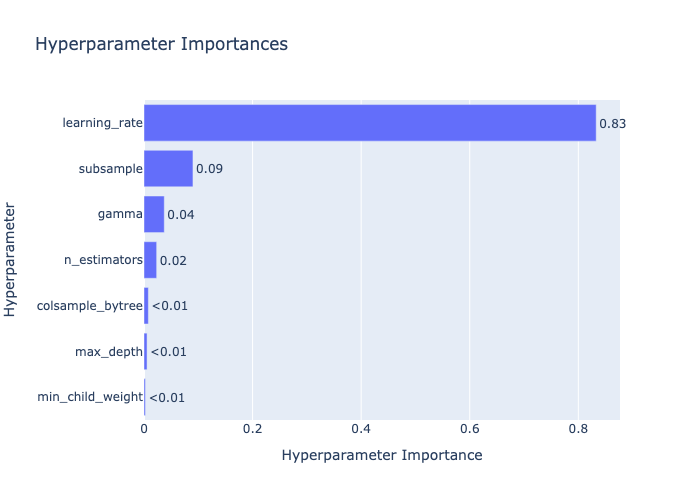 Hyperparameter Importances
Hyperparameter
learning_rate 0.83
subsample 0.09
gamma 0.04
n_estimators 0.02
colsample_bytree <0.01
max_depth <0.01
min_child_weight <0.01
0 0.2 0.4 0.6 0.8
Hyperparameter Importance